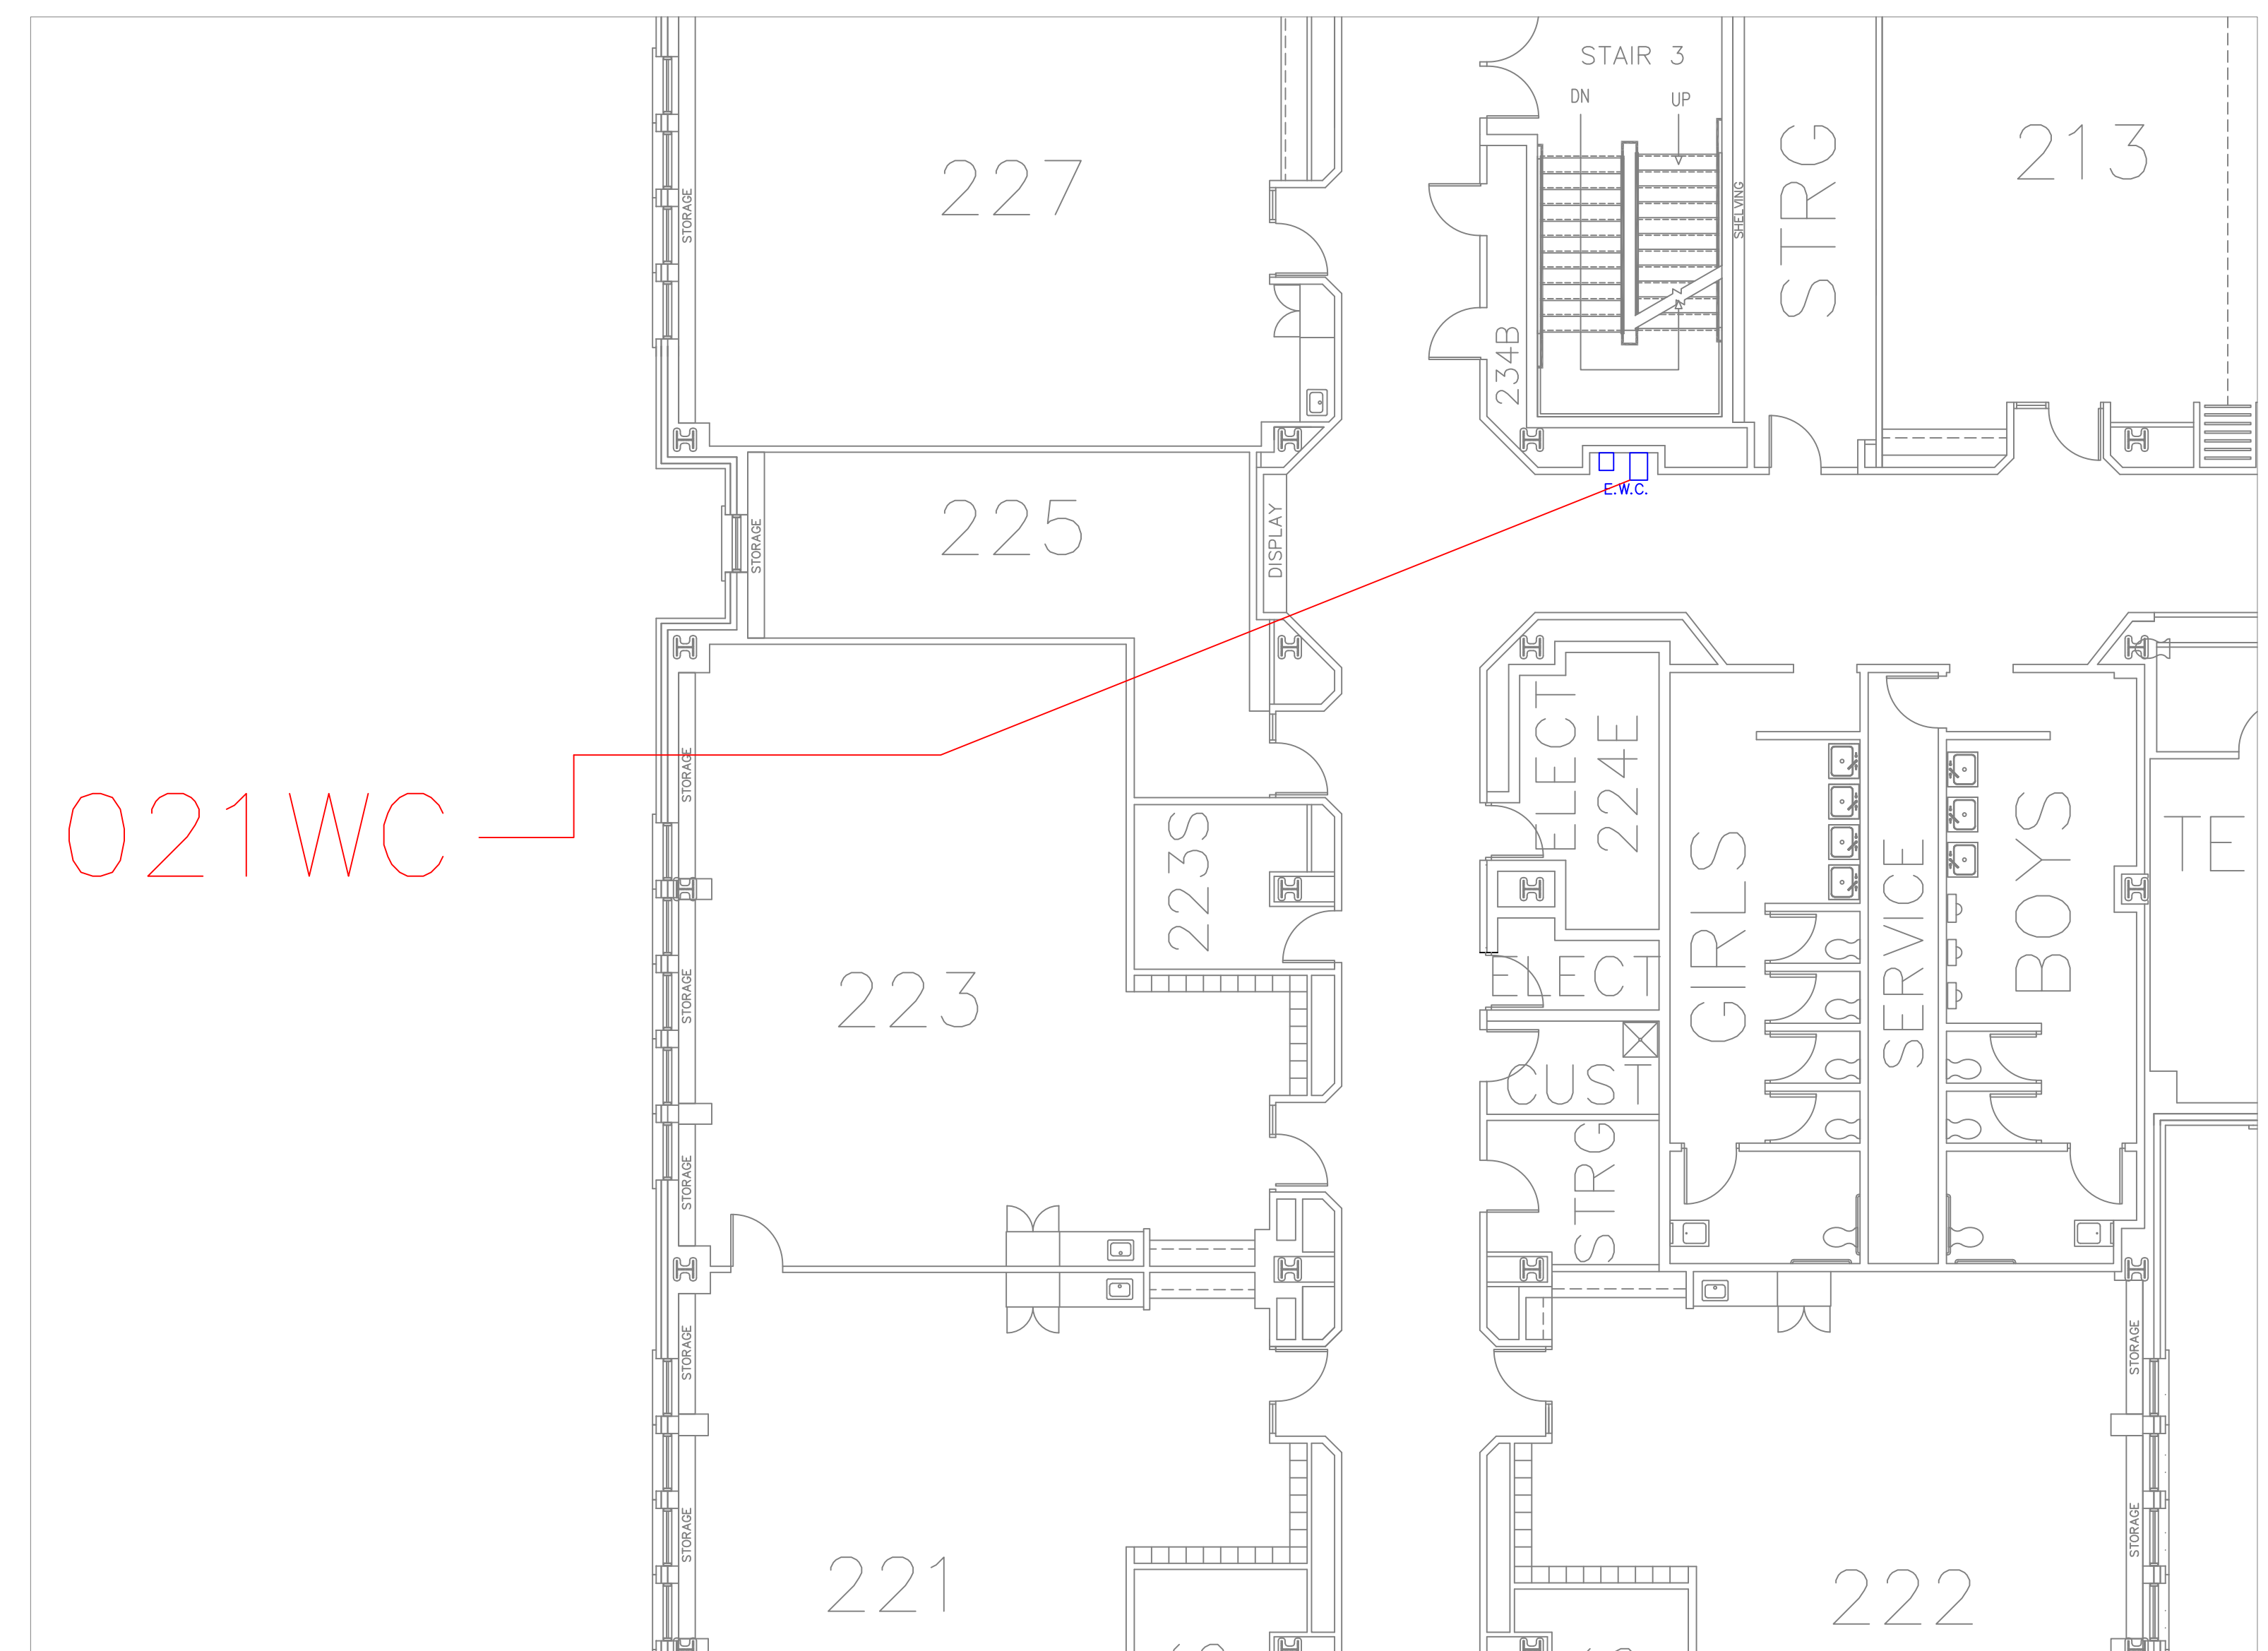 STAIR 3
DN
UP
227
STORAGE
SHELVING
STRG
213
234B
E.W.C.
225
STORAGE
DISPLAY
ELECT
224E
STORAGE
021WC
223S
GIRLS
SERVICE
BOYS
TE
223
STORAGE
ELECT
CUST
STRG
STORAGE
STORAGE
STORAGE
STORAGE
STORAGE
221
222